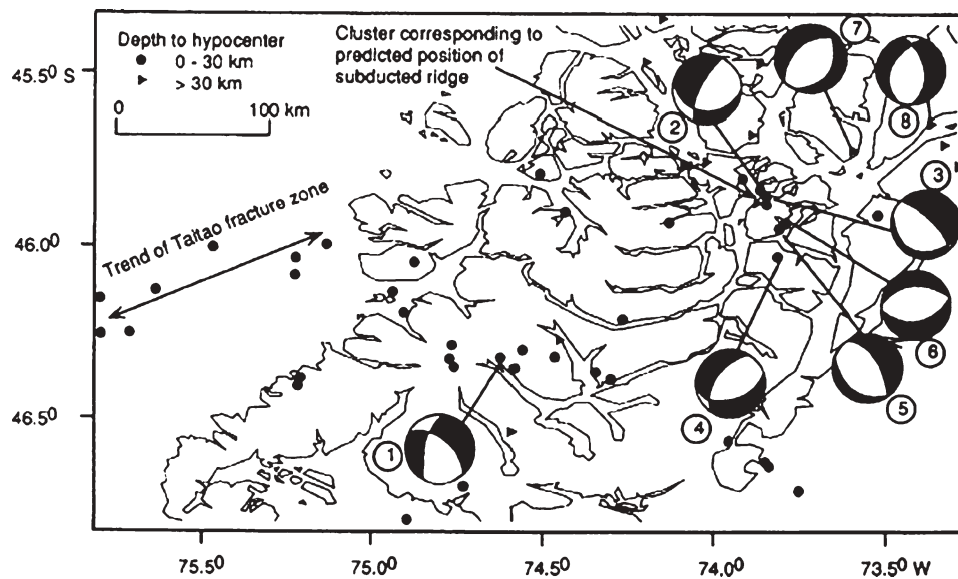 Depth to hypocenter
0 - 30 km
> 30 km
0 100 km
Cluster corresponding to
predicted position of
subducted ridge
Trend of Taitao fracture zone
45.5⁰ S
46.0⁰
46.5⁰
75.5⁰ 75.0⁰ 74.5⁰ 74.0⁰ 73.5⁰ W
7
2
8
3
6
5
4
1